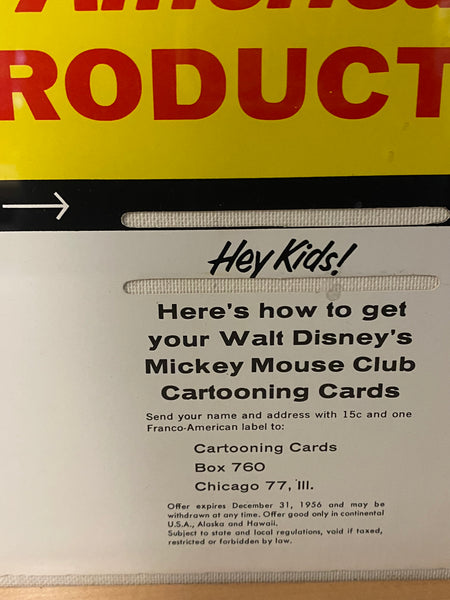 PRODUCT
Hey Kids!
Here's how to get
your Walt Disney's
Mickey Mouse Club
Cartooning Cards
Send your name and address with 15c and one
Franco-American label to:
Cartooning Cards
Box 760
Chicago 77, Ill.
Offer expires December 31, 1956 and may be
withdrawn at any time. Offer good only in continental
U.S.A., Alaska and Hawaii.
Subject to state and local regulations, void if taxed,
restricted or forbidden by law.